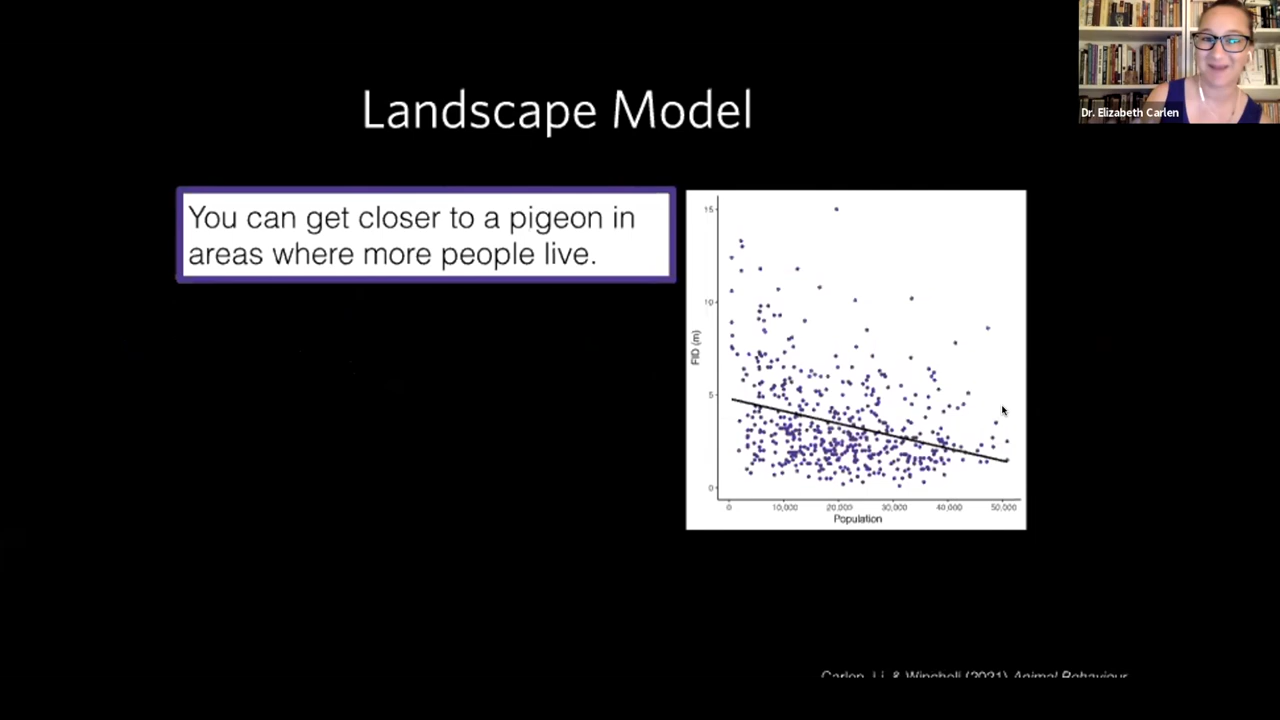 Dr. Elizabeth Carlen
Landscape Model
You can get closer to a pigeon in
areas where more people live.
15
10
5
0
FID (m)
0 10,000 20,000 30,000 40,000 50,000
Population
Carlen, Li, & Winchell (2021) Animal Behaviour